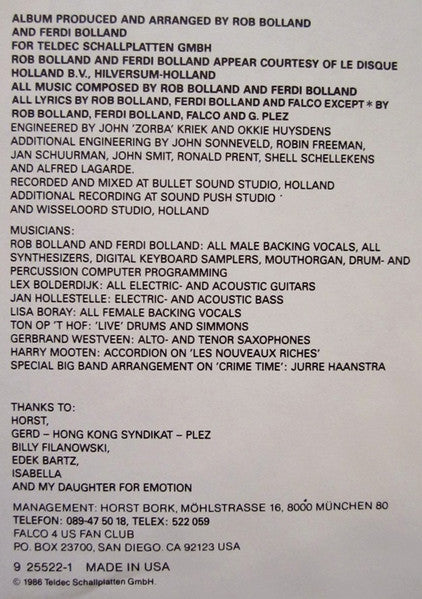 ALBUM PRODUCED AND ARRANGED BY ROB BOLLAND
AND FERDI BOLLAND
FOR TELDEC SCHALLPLATTEN GMBH
ROB BOLLAND AND FERDI BOLLAND APPEAR COURTESY OF LE DISQUE
HOLLAND B.V., HILVERSUM-HOLLAND
ALL MUSIC COMPOSED BY ROB BOLLAND AND FERDI BOLLAND
ALL LYRICS BY ROB BOLLAND, FERDI BOLLAND AND FALCO EXCEPT * BY
ROB BOLLAND, FERDI BOLLAND, FALCO AND G. PLEZ
ENGINEERED BY JOHN 'ZORBA' KRIEK AND OKKIE HUYSDENS
ADDITIONAL ENGINEERING BY JOHN SONNEVELD, ROBIN FREEMAN,
JAN SCHUURMAN, JOHN SMIT, RONALD PRENT, SHELL SCHELLEKENS
AND ALFRED LAGARDE.
RECORDED AND MIXED AT BULLET SOUND STUDIO, HOLLAND
ADDITIONAL RECORDING AT SOUND PUSH STUDIO
AND WISSELOORD STUDIO, HOLLAND
MUSICIANS:
ROB BOLLAND AND FERDI BOLLAND: ALL MALE BACKING VOCALS, ALL
SYNTHESIZERS, DIGITAL KEYBOARD SAMPLERS, MOUTHORGAN, DRUM- AND
PERCUSSION COMPUTER PROGRAMMING
LEX BOLDERDIJK: ALL ELECTRIC- AND ACOUSTIC GUITARS
JAN HOLLESTELLE: ELECTRIC- AND ACOUSTIC BASS
LISA BORAY: ALL FEMALE BACKING VOCALS
TON OP 'T HOF: 'LIVE' DRUMS AND SIMMONS
GERBRAND WESTVEEN: ALTO- AND TENOR SAXOPHONES
HARRY MOOTEN: ACCORDION ON 'LES NOUVEAUX RICHES'
SPECIAL BIG BAND ARRANGEMENT ON 'CRIME TIME': JURRE HAANSTRA
THANKS TO:
HORST,
GERD – HONG KONG SYNDIKAT – PLEZ
BILLY FILANOWSKI,
EDEK BARTZ,
ISABELLA
AND MY DAUGHTER FOR EMOTION
MANAGEMENT: HORST BORK, MÖHLSTRASSE 16, 8000 MÜNCHEN 80
TELEFON: 089-47 50 18, TELEX: 522 059
FALCO 4 US FAN CLUB
P.O. BOX 23700, SAN DIEGO. CA 92123 USA
9 25522-1 MADE IN USA
© 1986 Teldec Schallplatten GmbH.